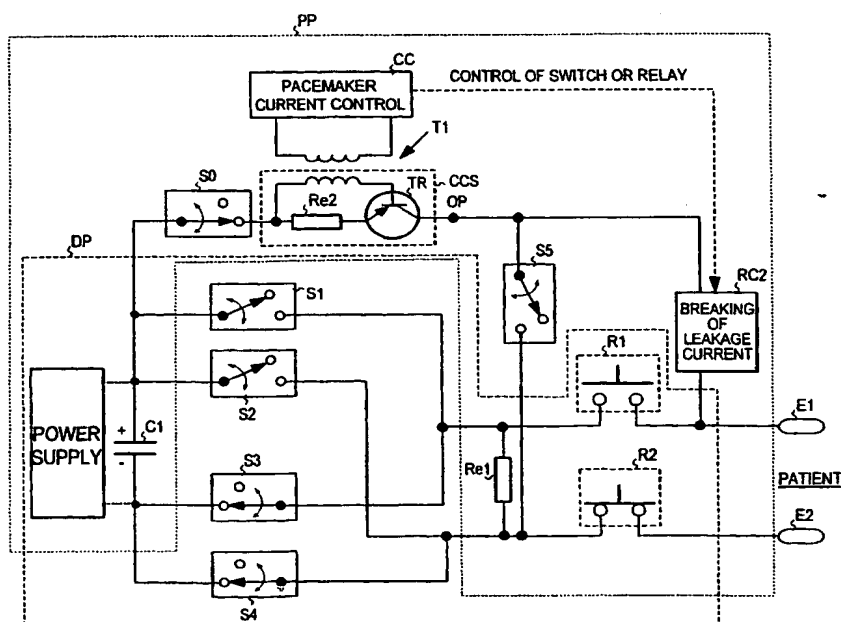 PP
CC
PACEMAKER
CURRENT CONTROL
CONTROL OF SWITCH OR RELAY
T1
S0
TR
CCS
Re2
OP
DP
S5
S1
RC2
BREAKING
OF
LEAKAGE
CURRENT
R1
S2
E1
POWER
SUPPLY
+
C1
-
S3
Re1
R2
PATIENT
E2
S4